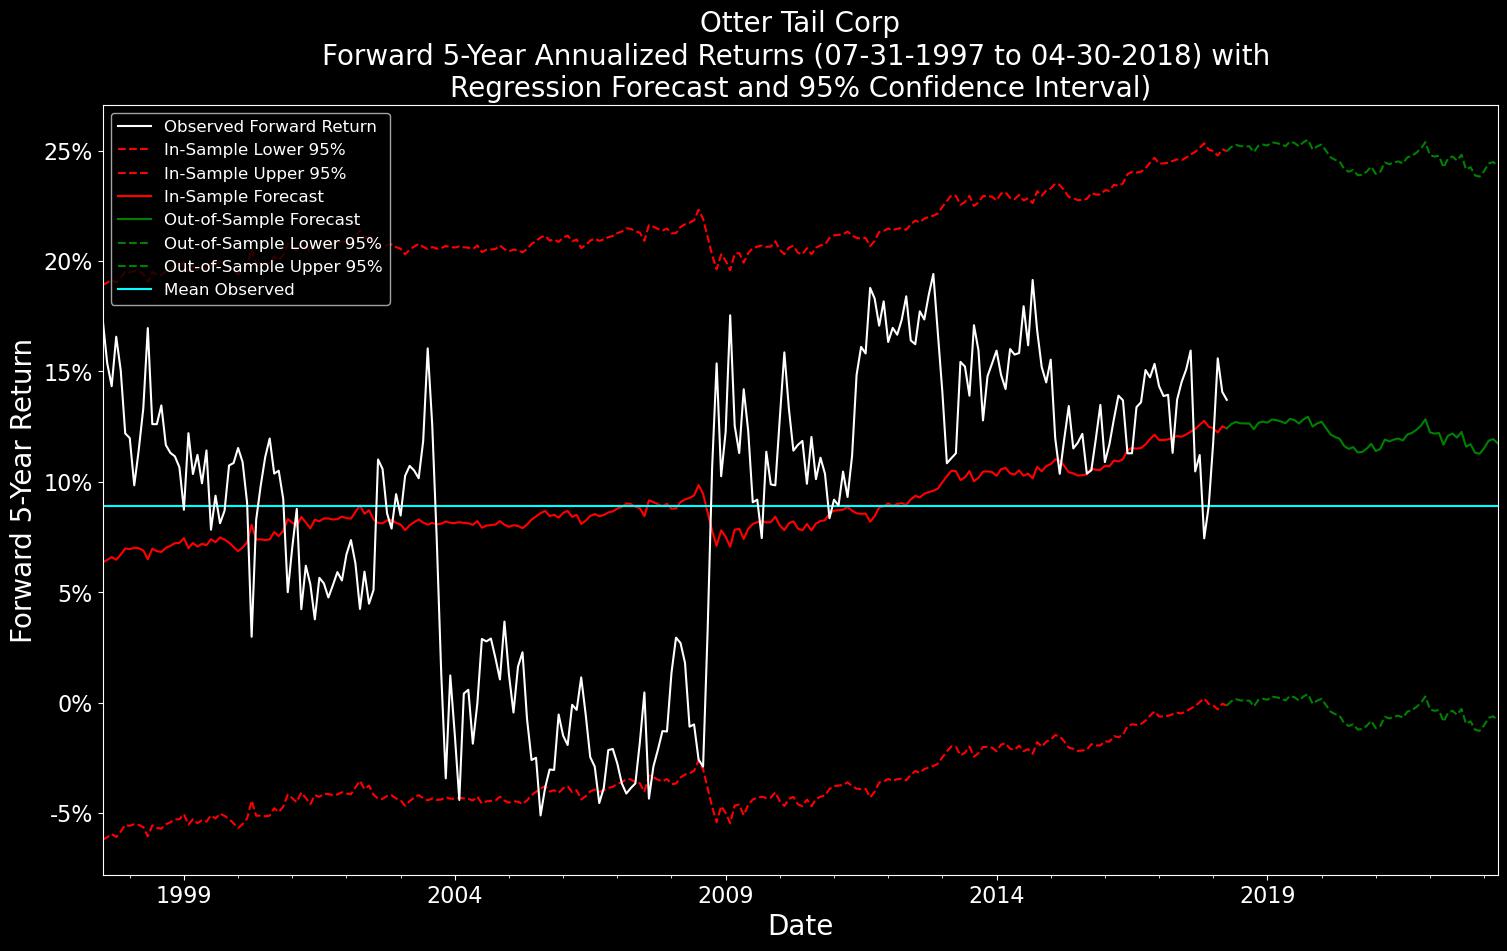 Otter Tail Corp
Forward 5-Year Annualized Returns (07-31-1997 to 04-30-2018) with
Regression Forecast and 95% Confidence Interval)
Observed Forward Return
In-Sample Lower 95%
In-Sample Upper 95%
In-Sample Forecast
Out-of-Sample Forecast
Out-of-Sample Lower 95%
Out-of-Sample Upper 95%
Mean Observed
Forward 5-Year Return
25%
20%
15%
10%
5%
0%
-5%
1999
2004
2009
2014
2019
Date